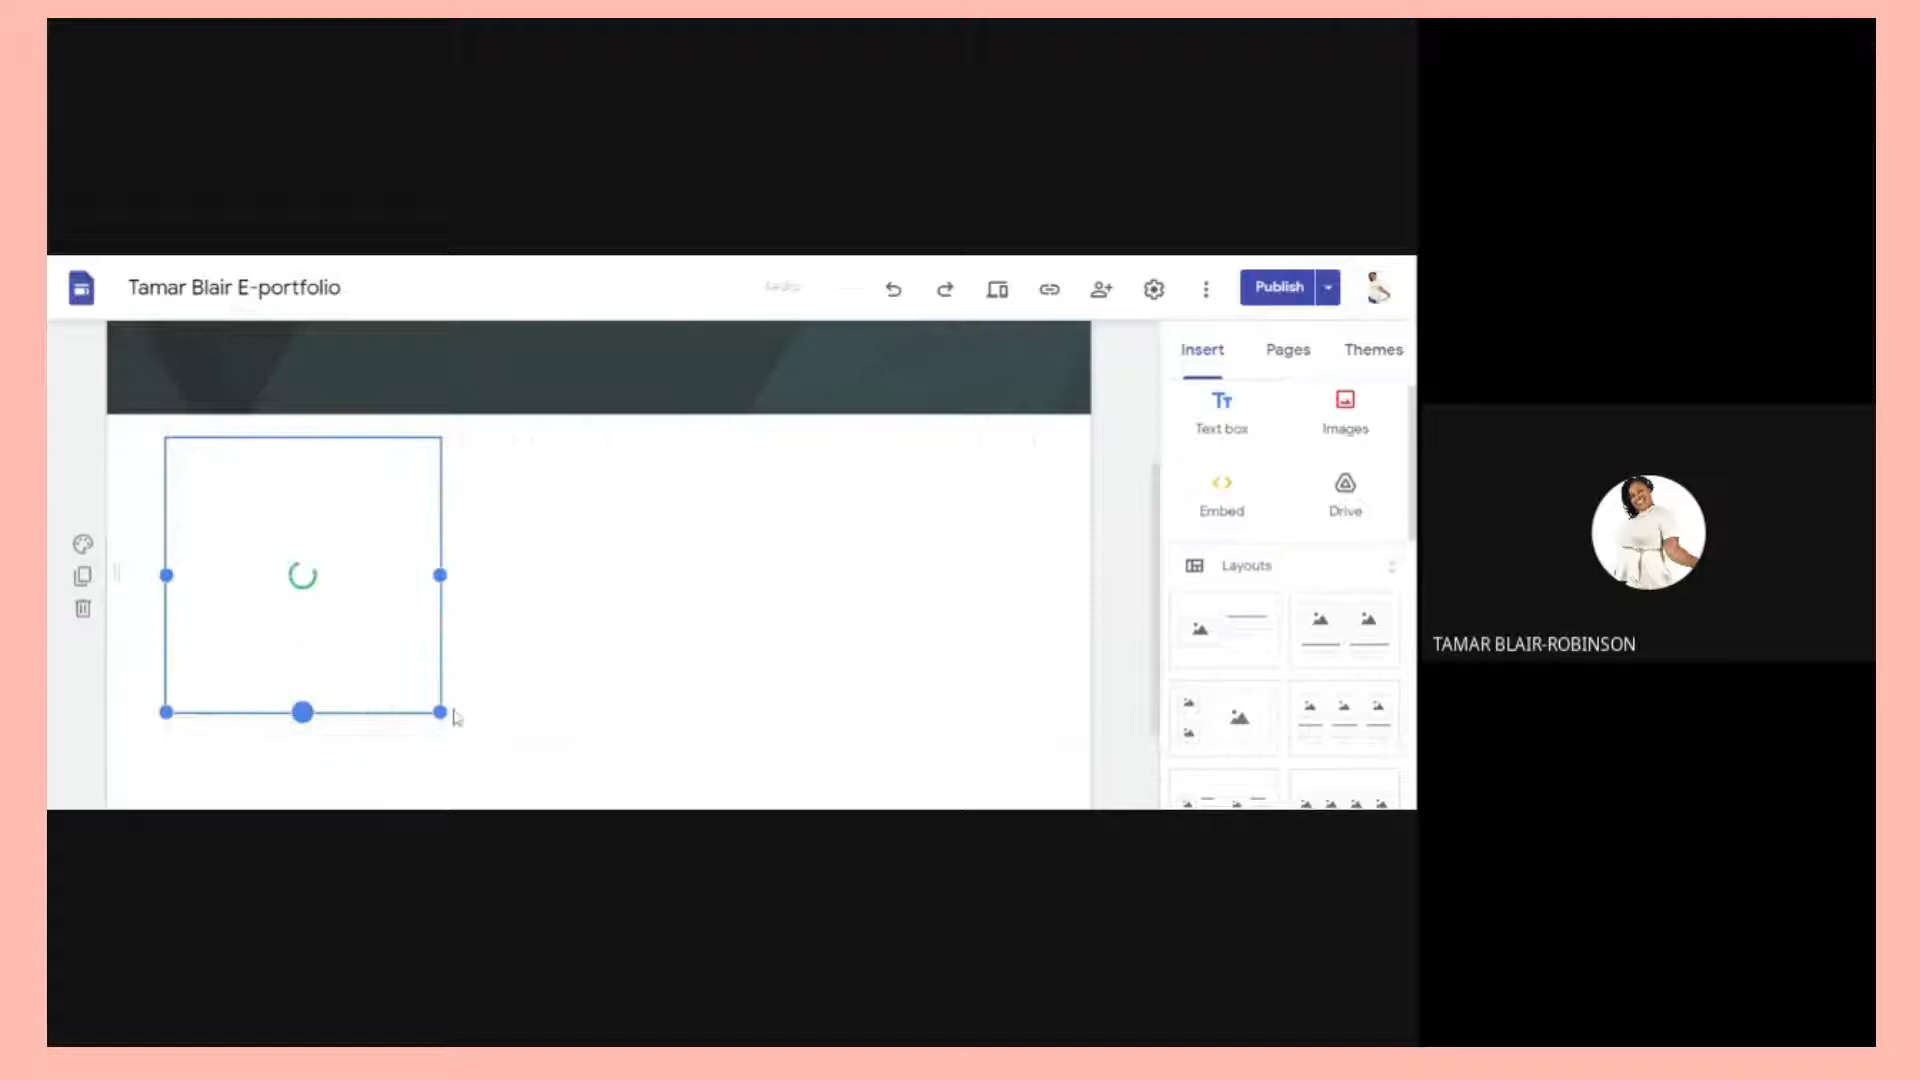 Tamar Blair E-portfolio
Publish
Insert
Pages
Themes
Text box
Images
Embed
Drive
Layouts
TAMAR BLAIR-ROBINSON